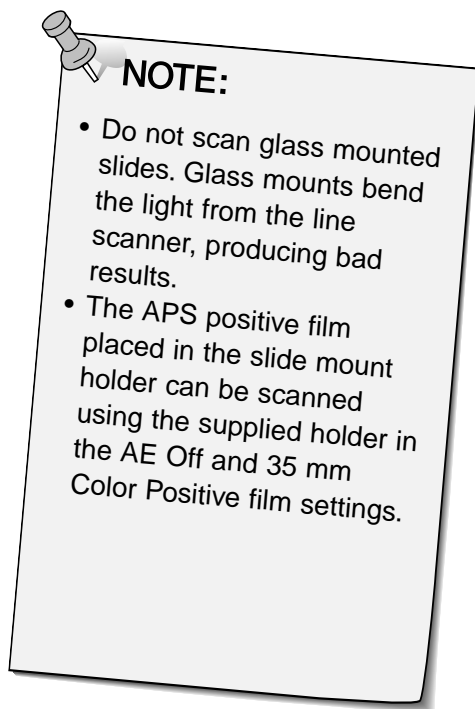 NOTE:
• Do not scan glass mounted
slides. Glass mounts bend
the light from the line
scanner, producing bad
results.
• The APS positive film
placed in the slide mount
holder can be scanned
using the supplied holder in
the AE Off and 35 mm
Color Positive film settings.